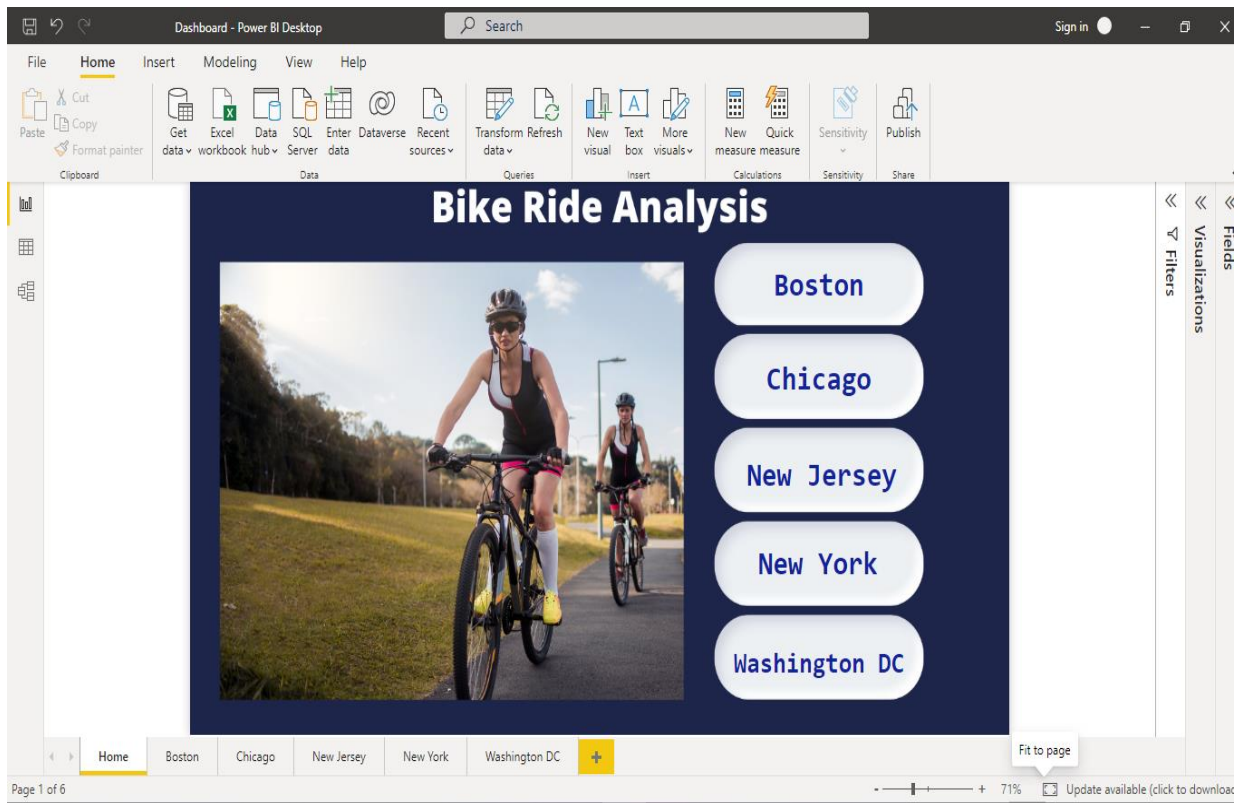 Dashboard - Power BI Desktop
Search
Sign in
File Home Insert Modeling View Help
Paste
Cut
Copy
Format painter
Clipboard
Get data
Excel workbook
Data hub
SQL Server
Enter data
Dataverse
Recent sources
Data
Transform data
Refresh
Queries
New visual
Text box
More visuals
Insert
New measure
Quick measure
Calculations
Sensitivity
Sensitivity
Publish
Share
Bike Ride Analysis
Boston
Chicago
New Jersey
New York
Washington DC
Filters
Visualizations
Fields
Home Boston Chicago New Jersey New York Washington DC +
Fit to page
Page 1 of 6
- + 71%
Update available (click to download